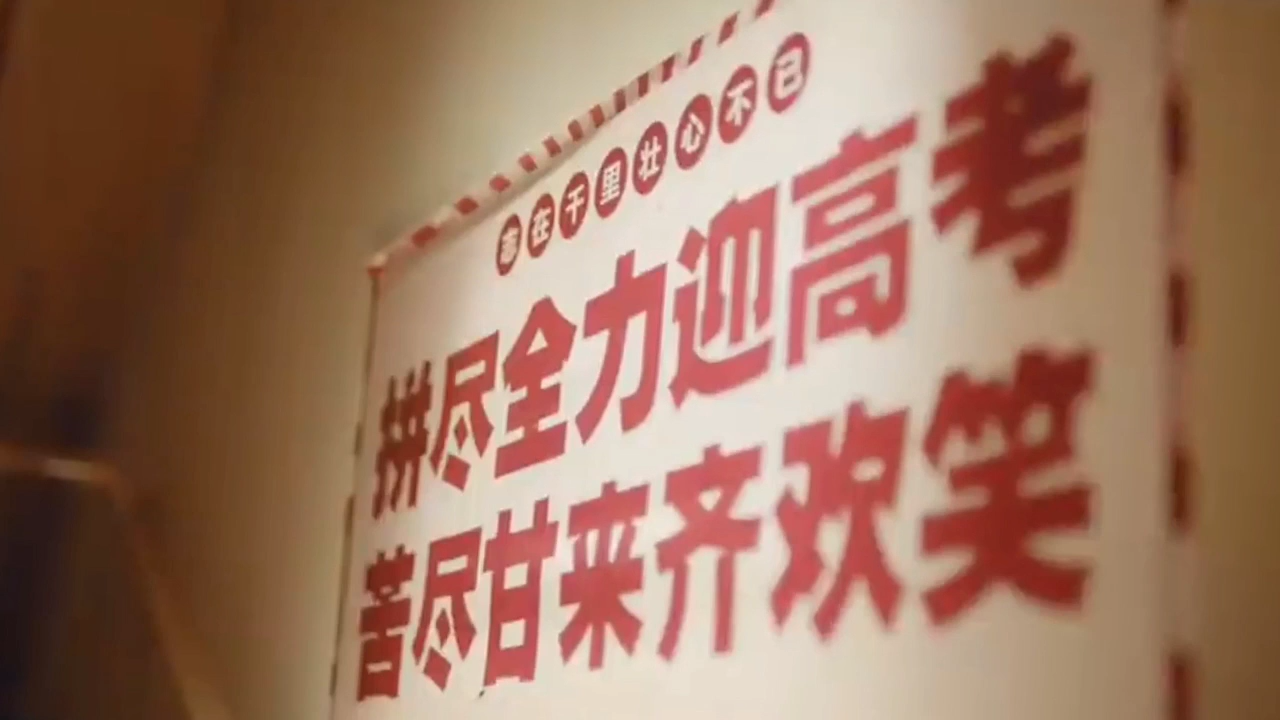 志在千里壮心不已
拼尽全力迎高考
苦尽甘来齐欢笑